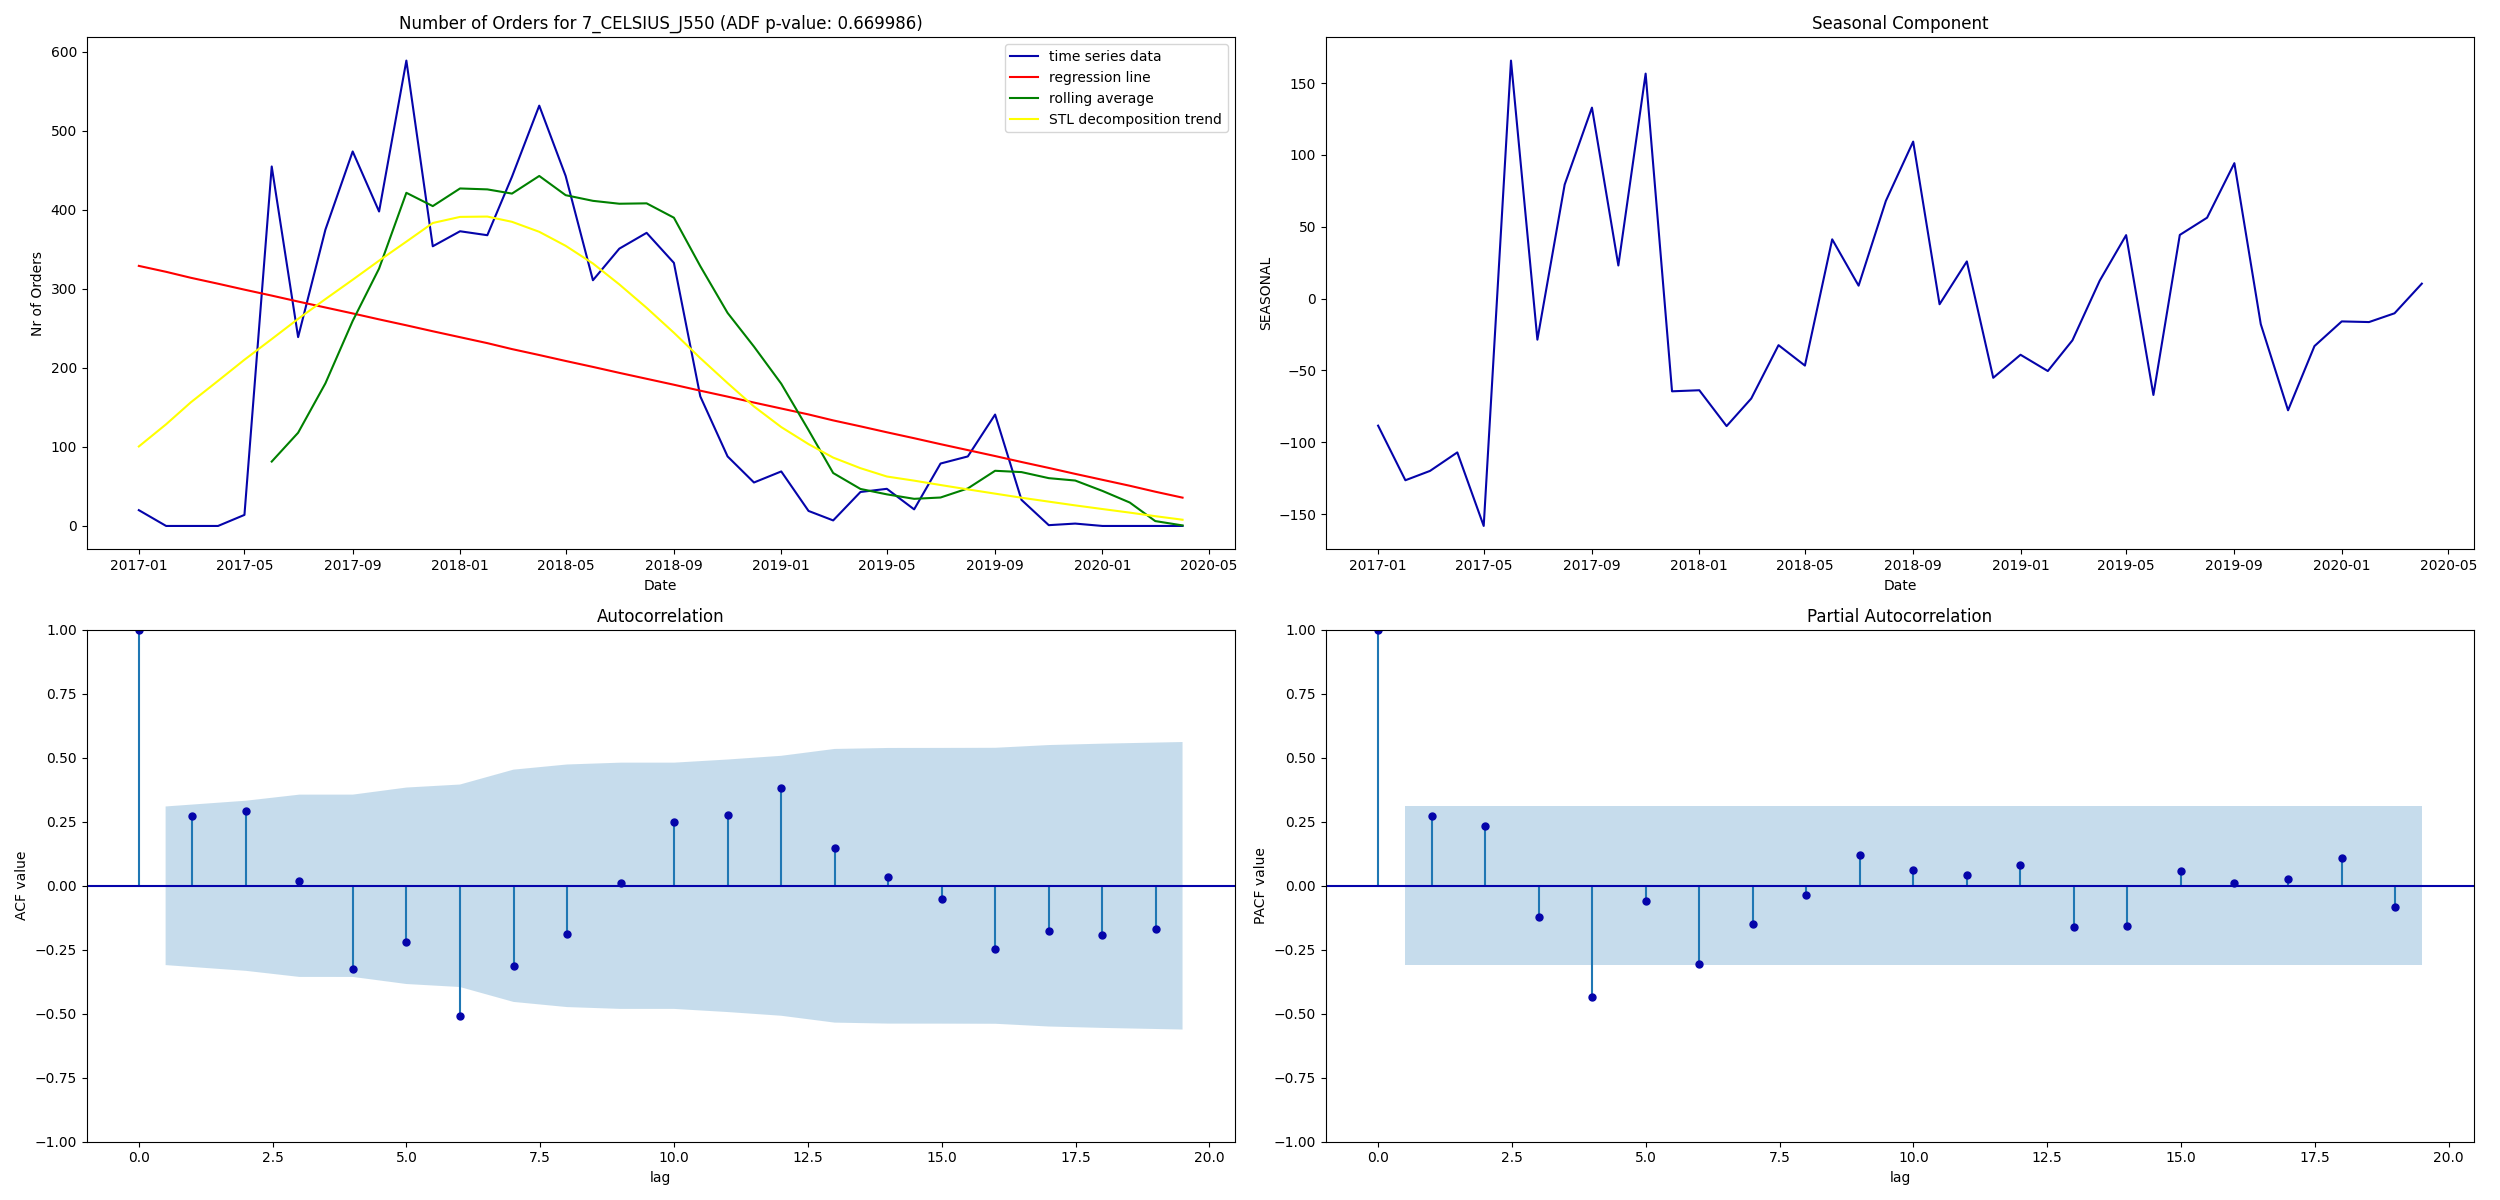 Number of Orders for 7_CELSIUS_J550 (ADF p-value: 0.669986)
time series data
regression line
rolling average
STL decomposition trend
600
500
400
300
200
100
0
Nr of Orders
2017-01 2017-05 2017-09 2018-01 2018-05 2018-09 2019-01 2019-05 2019-09 2020-01 2020-05
Date
Seasonal Component
150
100
50
0
−50
−100
−150
SEASONAL
2017-01 2017-05 2017-09 2018-01 2018-05 2018-09 2019-01 2019-05 2019-09 2020-01 2020-05
Date
Autocorrelation
1.00
0.75
0.50
0.25
0.00
−0.25
−0.50
−0.75
−1.00
ACF value
0.0 2.5 5.0 7.5 10.0 12.5 15.0 17.5 20.0
lag
Partial Autocorrelation
1.00
0.75
0.50
0.25
0.00
−0.25
−0.50
−0.75
−1.00
PACF value
0.0 2.5 5.0 7.5 10.0 12.5 15.0 17.5 20.0
lag